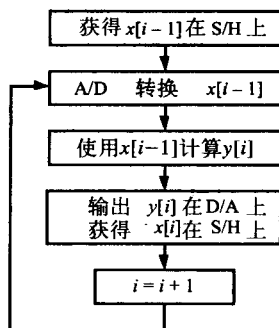 获得 x[i – 1] 在 S/H 上
A/D 转换 x[i – 1]
使用x[i–1]计算y[i]
输出 y[i] 在 D/A 上
获得 x[i] 在 S/H 上
i = i + 1